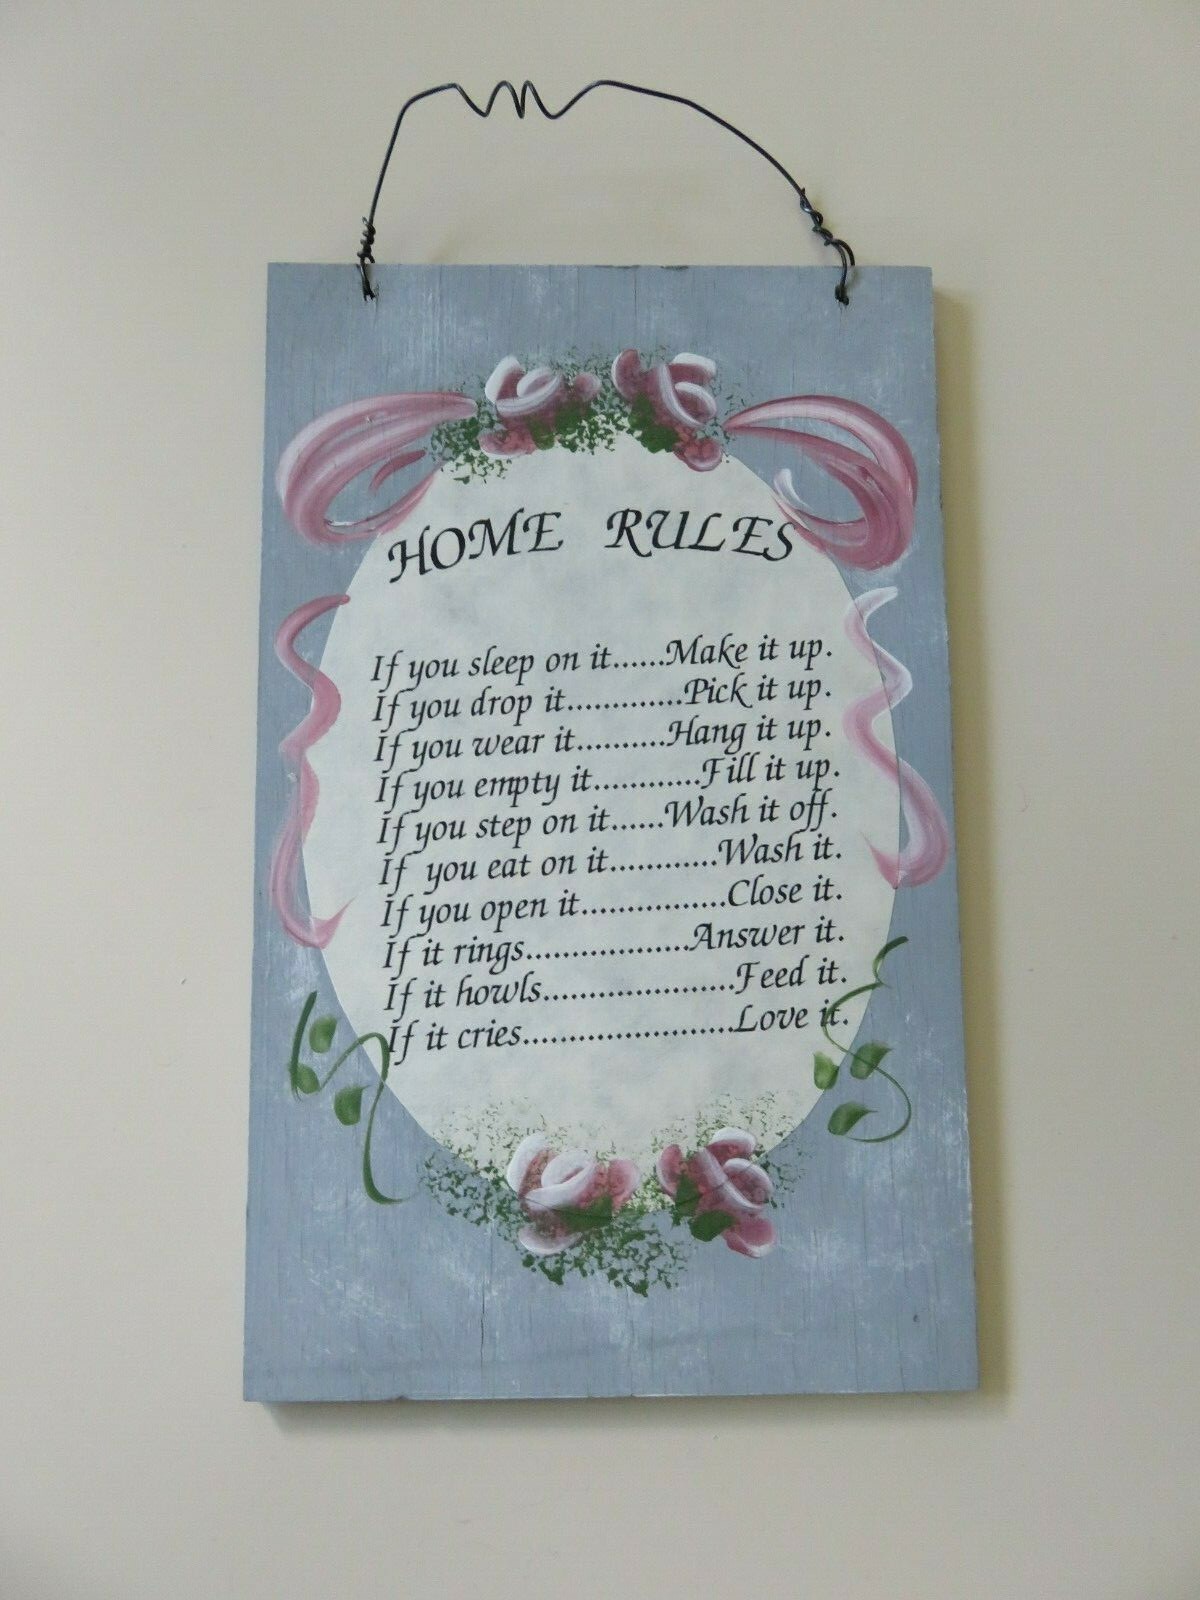 HOME RULES
If you sleep on it......Make it up.
If you drop it.............Pick it up.
If you wear it..........Hang it up.
If you empty it............Fill it up.
If you step on it......Wash it off.
If you eat on it............Wash it.
If you open it................Close it.
If it rings..................Answer it.
If it howls.....................Feed it.
If it cries.......................Love it.